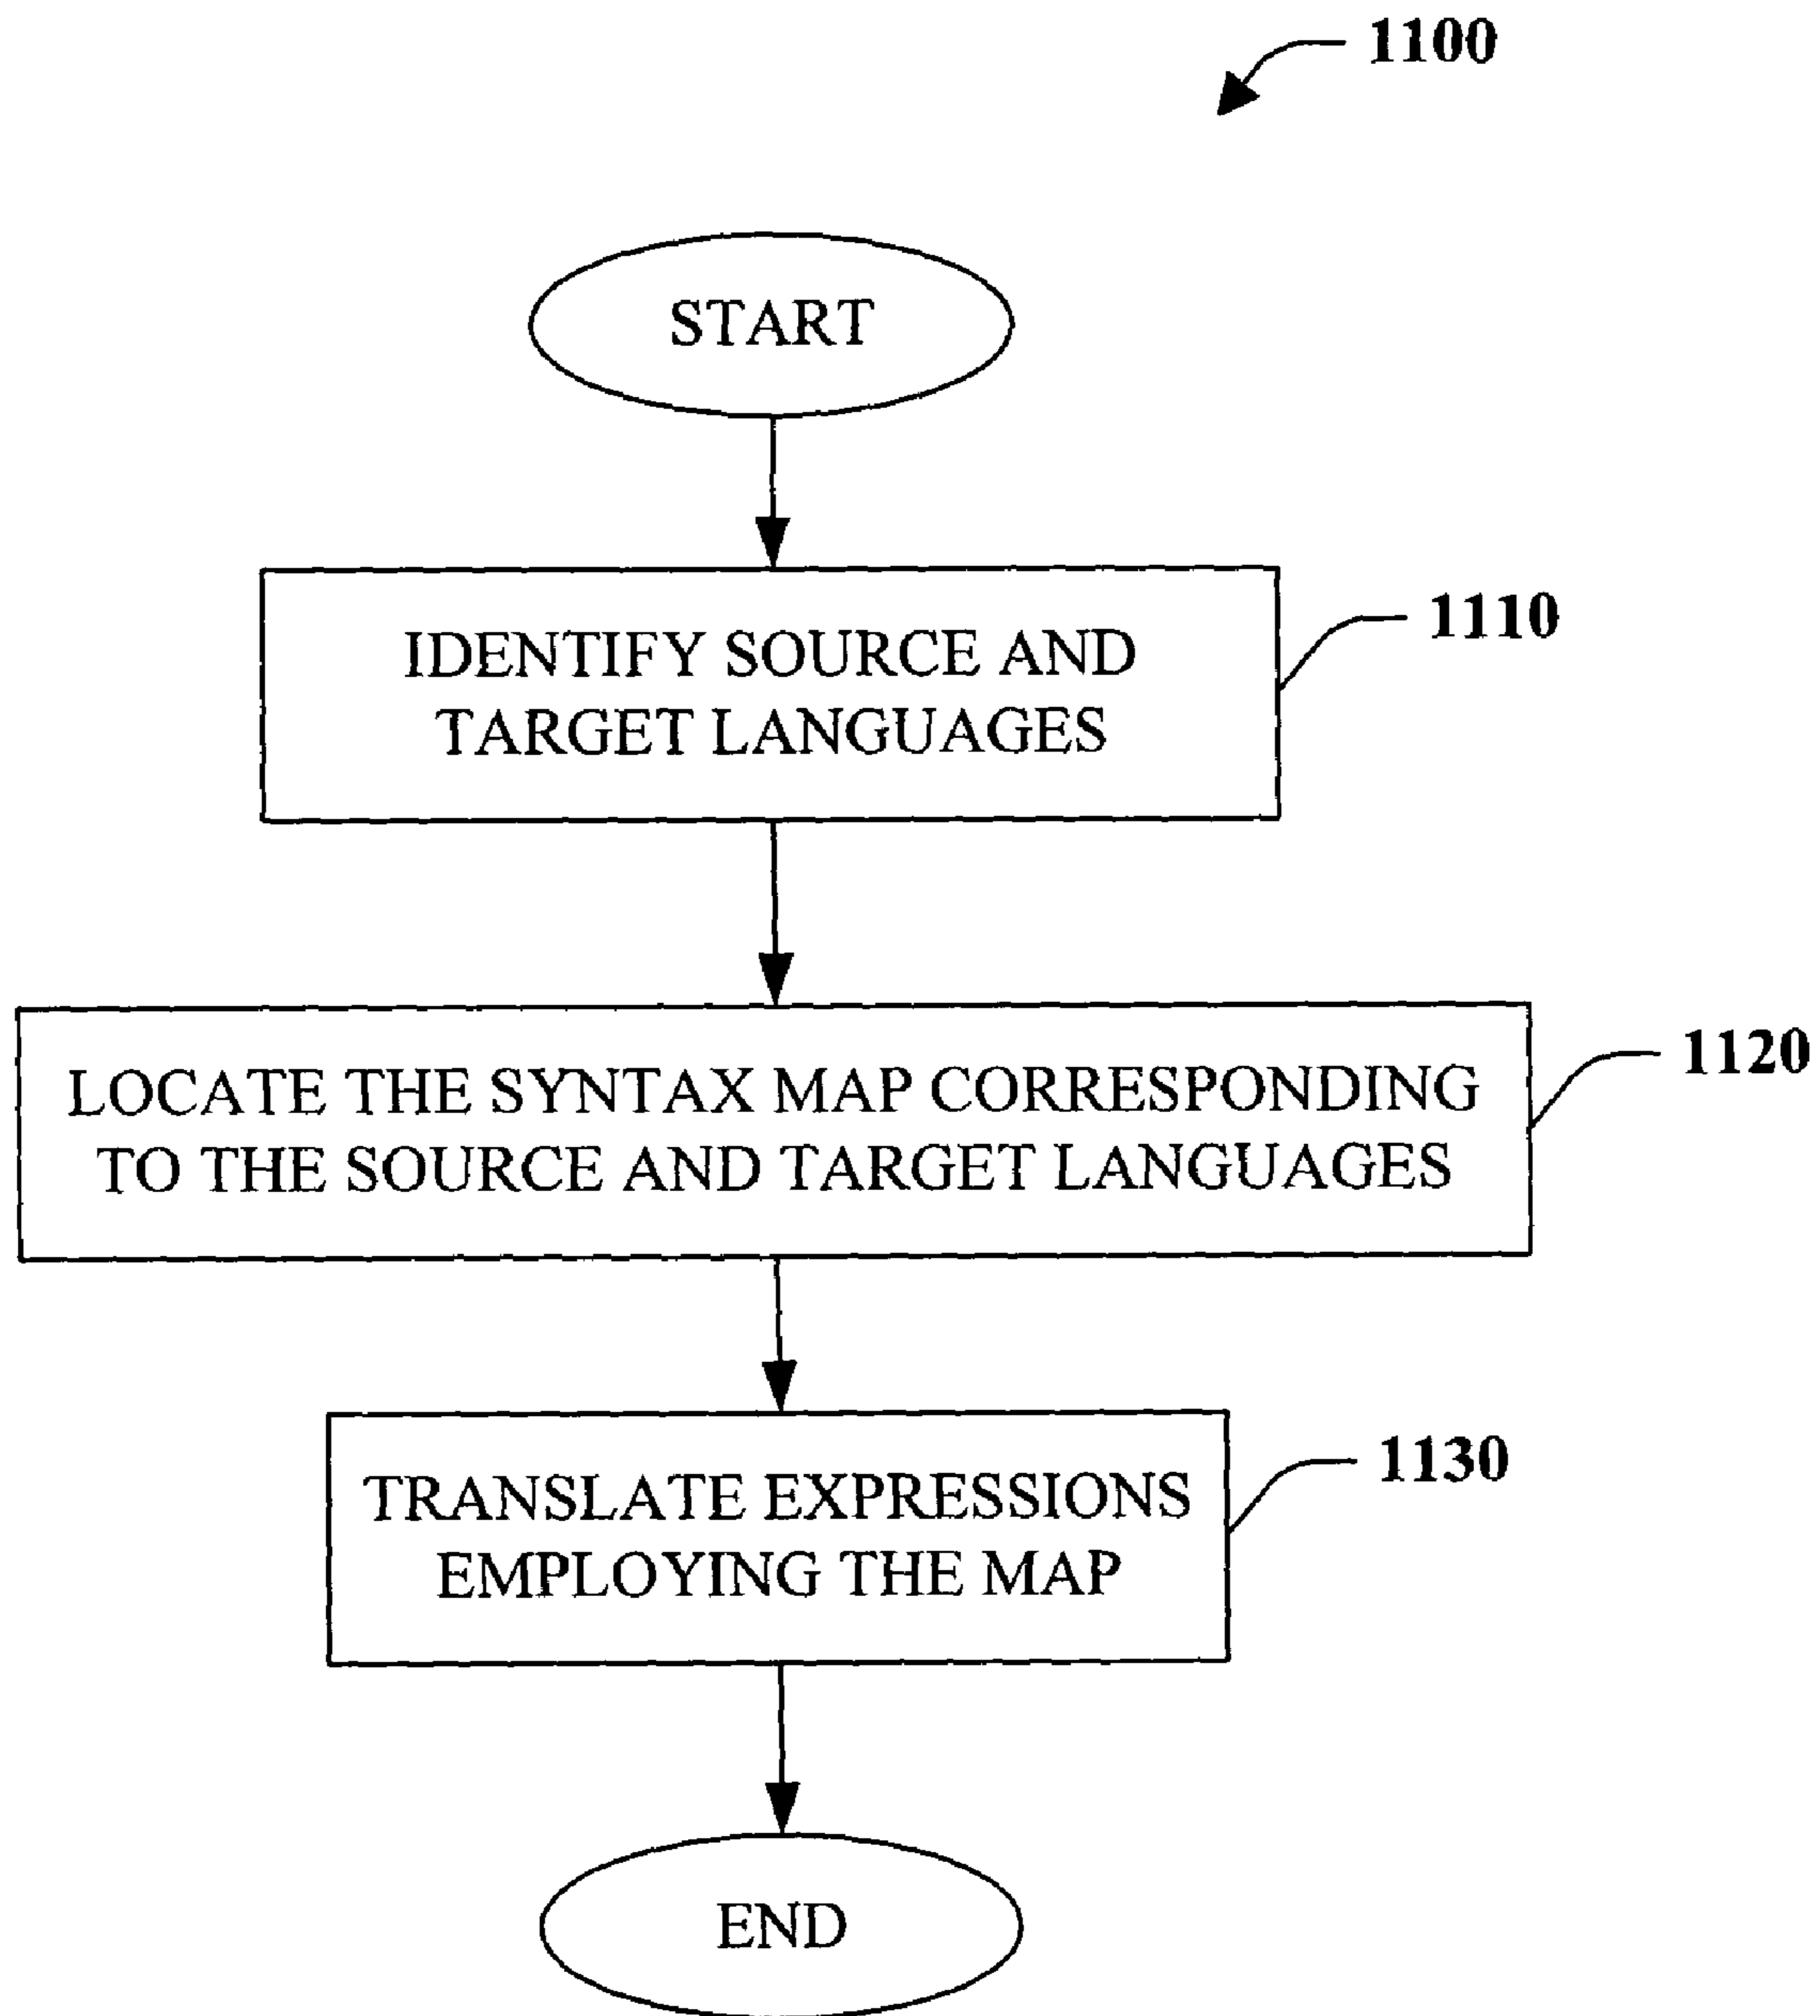 1100
START
IDENTIFY SOURCE AND
TARGET LANGUAGES
1110
LOCATE THE SYNTAX MAP CORRESPONDING
TO THE SOURCE AND TARGET LANGUAGES
1120
TRANSLATE EXPRESSIONS
EMPLOYING THE MAP
1130
END